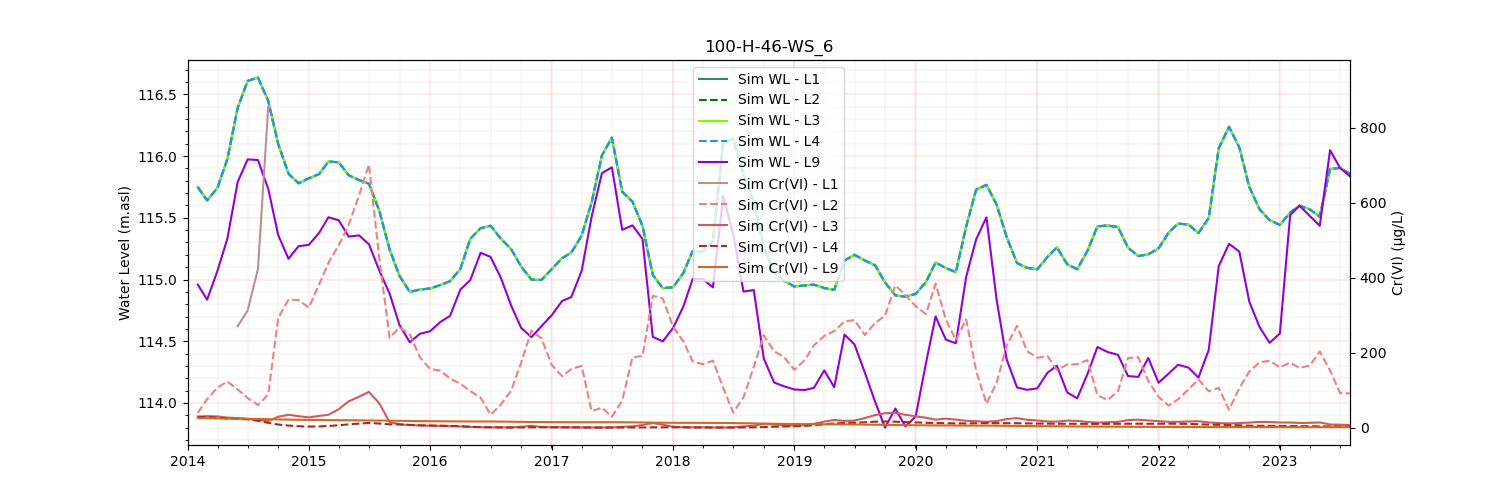 100-H-46-WS_6
Water Level (m.asl)
116.5
116.0
115.5
115.0
114.5
114.0
Sim WL - L1
Sim WL - L2
Sim WL - L3
Sim WL - L4
Sim WL - L9
Sim Cr(VI) - L1
Sim Cr(VI) - L2
Sim Cr(VI) - L3
Sim Cr(VI) - L4
Sim Cr(VI) - L9
800
600
400
200
0
Cr(VI) (μg/L)
2014 2015 2016 2017 2018 2019 2020 2021 2022 2023